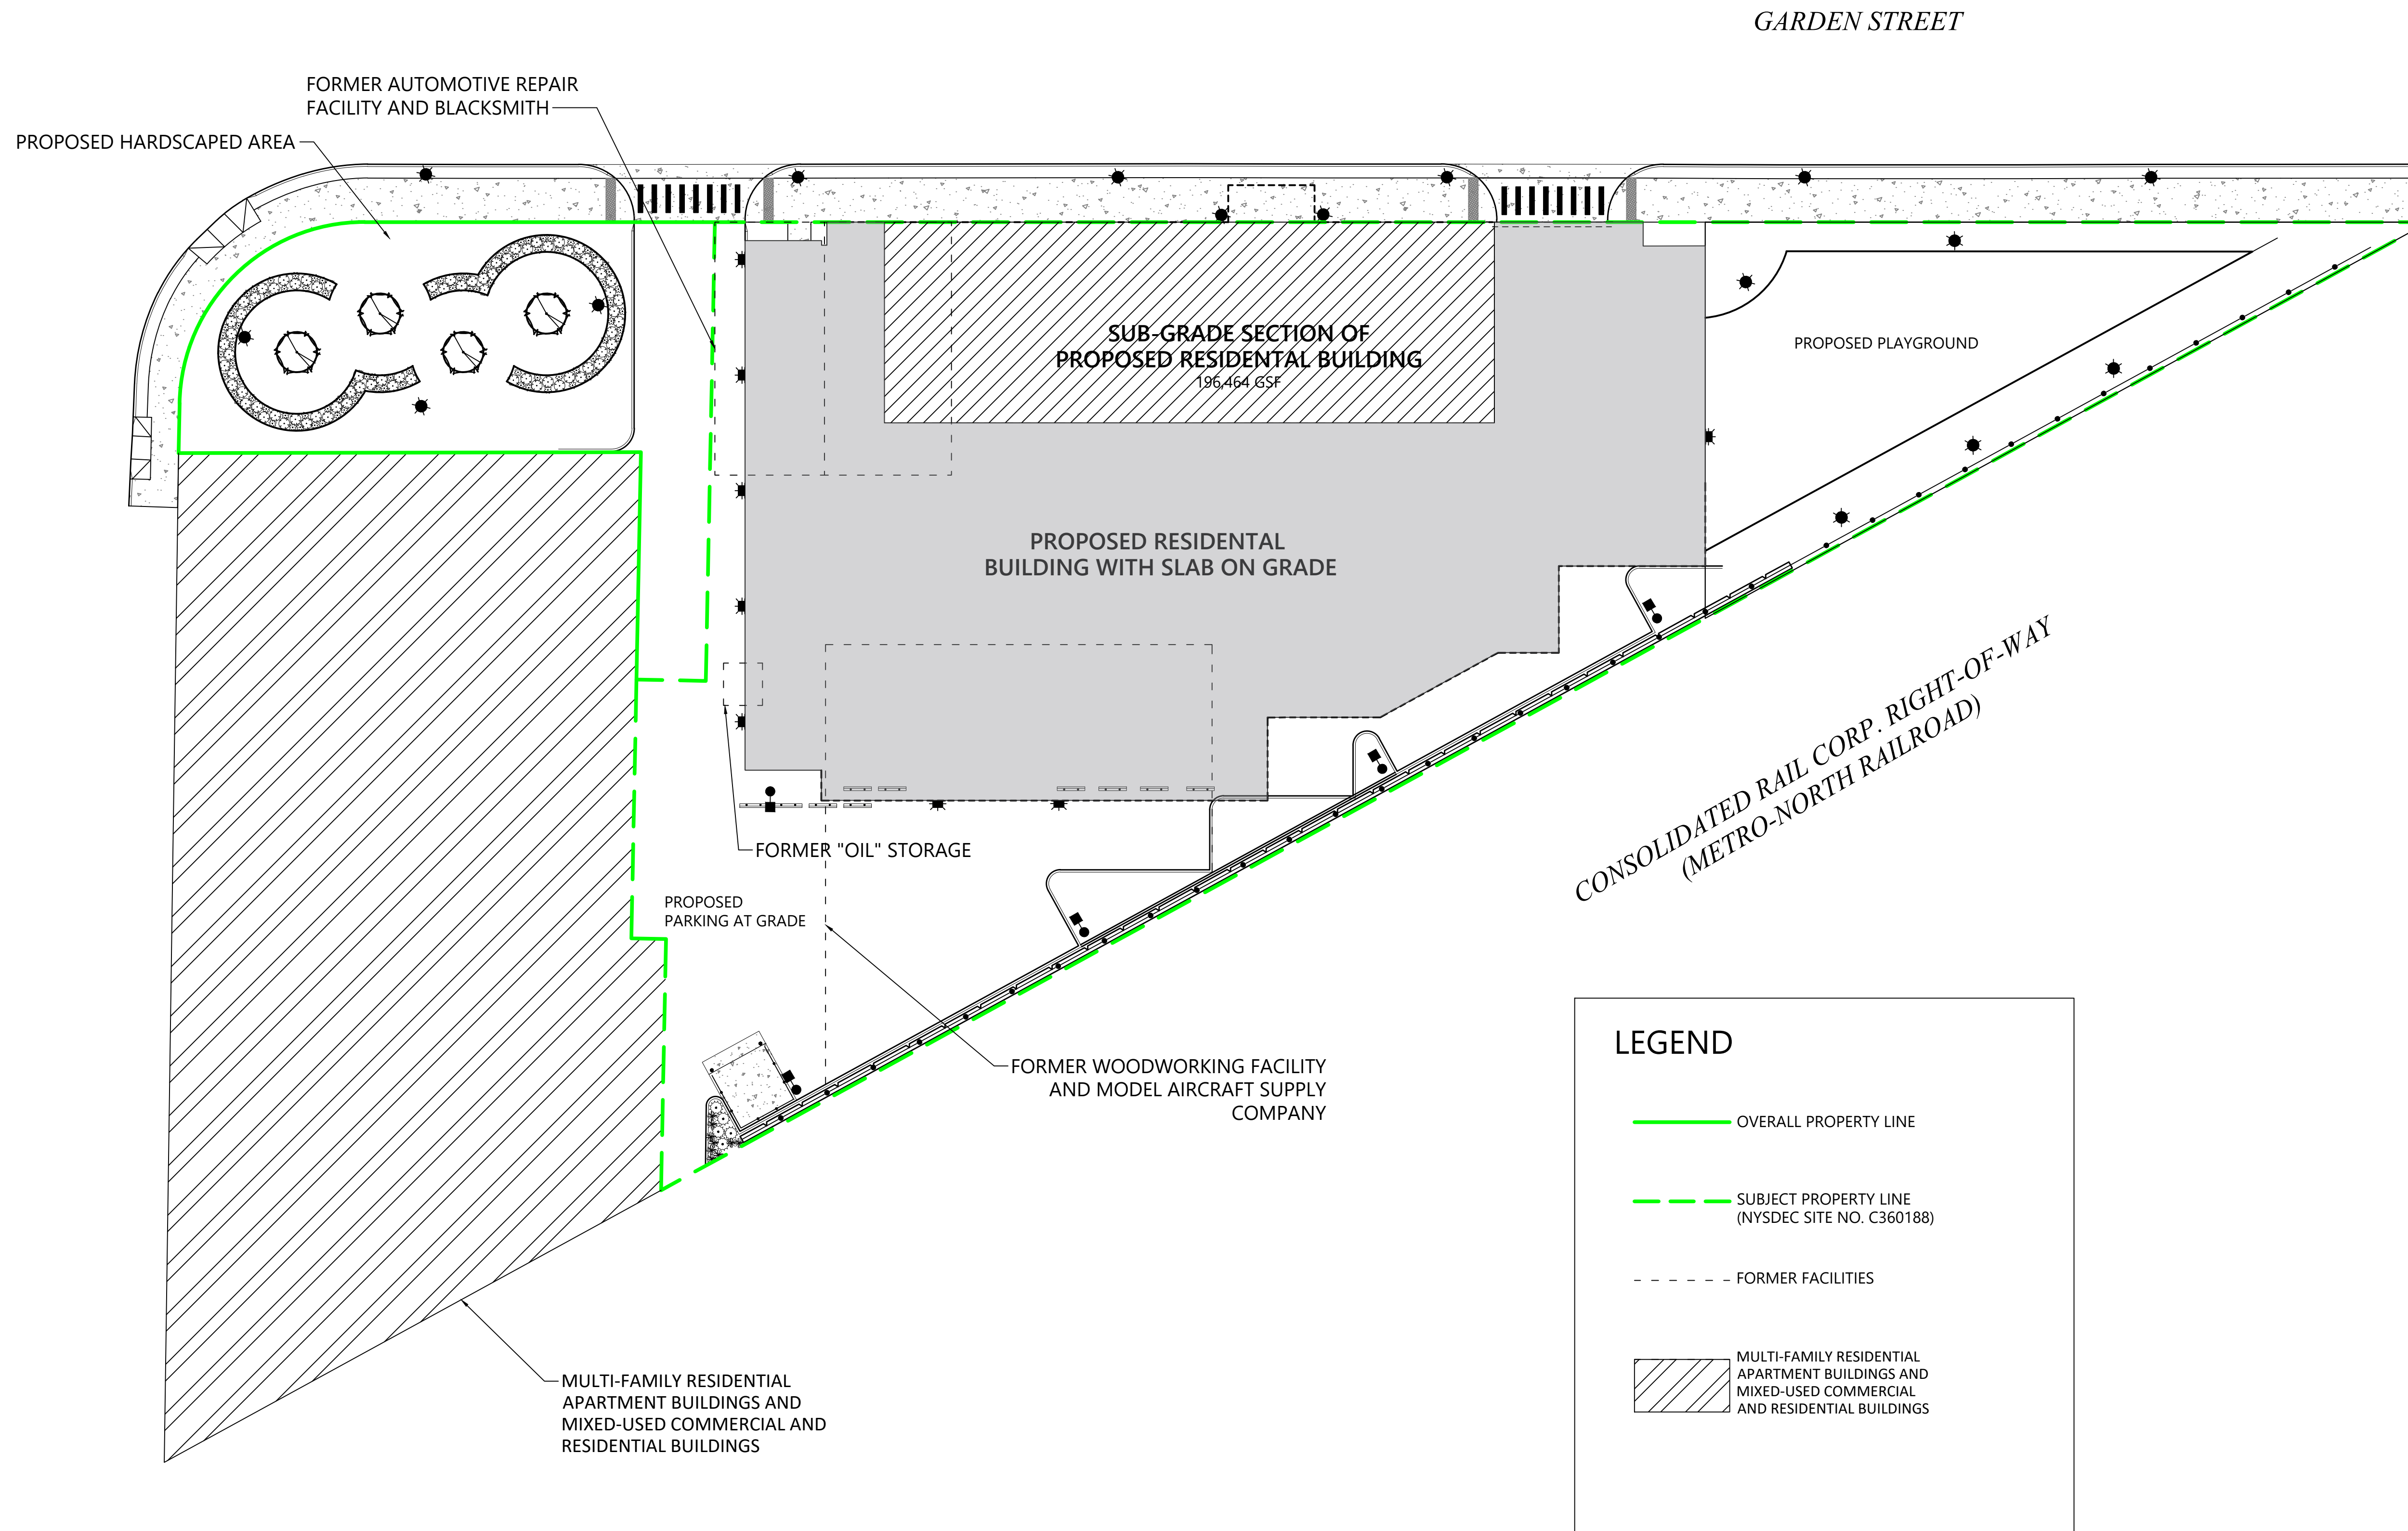 GARDEN STREET
FORMER AUTOMOTIVE REPAIR
FACILITY AND BLACKSMITH
PROPOSED HARDSCAPED AREA
SUB-GRADE SECTION OF
PROPOSED RESIDENTAL BUILDING
196,464 GSF
PROPOSED PLAYGROUND
PROPOSED RESIDENTAL
BUILDING WITH SLAB ON GRADE
CONSOLIDATED RAIL CORP. RIGHT-OF-WAY
(METRO-NORTH RAILROAD)
FORMER "OIL" STORAGE
PROPOSED
PARKING AT GRADE
FORMER WOODWORKING FACILITY
AND MODEL AIRCRAFT SUPPLY
COMPANY
MULTI-FAMILY RESIDENTIAL
APARTMENT BUILDINGS AND
MIXED-USED COMMERCIAL AND
RESIDENTIAL BUILDINGS
LEGEND
OVERALL PROPERTY LINE
SUBJECT PROPERTY LINE
(NYSDEC SITE NO. C360188)
FORMER FACILITIES
MULTI-FAMILY RESIDENTIAL
APARTMENT BUILDINGS AND
MIXED-USED COMMERCIAL
AND RESIDENTIAL BUILDINGS